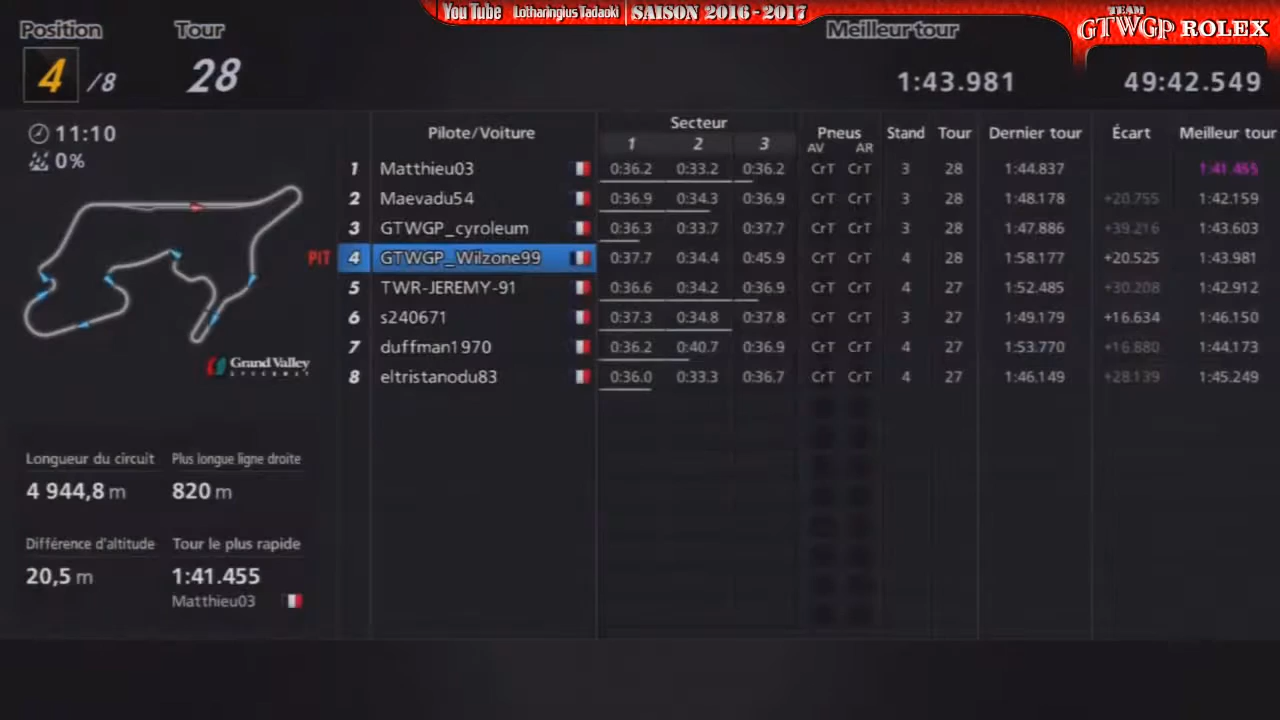 YouTube Lotharingius Tadaoki SAISON 2016-2017
TEAM
GTWGP ROLEX
Position Tour Meilleur tour
4 /8 28 1:43.981 49:42.549
11:10
0%
Pilote/Voiture Secteur Pneus Stand Tour Dernier tour Écart Meilleur tour
1 2 3 AV AR
1 Matthieu03 0:36.2 0:33.2 0:36.2 CrT CrT 3 28 1:44.837 1:41.455
2 Maevadu54 0:36.9 0:34.3 0:36.9 CrT CrT 3 28 1:48.178 +20.755 1:42.159
3 GTWGP_cyroleum 0:36.3 0:33.7 0:37.7 CrT CrT 3 28 1:47.886 +39.216 1:43.603
PIT 4 GTWGP_Wilzone99 0:37.7 0:34.4 0:45.9 CrT CrT 4 28 1:58.177 +20.525 1:43.981
5 TWR-JEREMY-91 0:36.6 0:34.2 0:36.9 CrT CrT 4 27 1:52.485 +30.208 1:42.912
6 s240671 0:37.3 0:34.8 0:37.8 CrT CrT 3 27 1:49.179 +16.634 1:46.150
7 duffman1970 0:36.2 0:40.7 0:36.9 CrT CrT 4 27 1:53.770 +16.880 1:44.173
8 eltristanodu83 0:36.0 0:33.3 0:36.7 CrT CrT 4 27 1:46.149 +28.139 1:45.249
Grand Valley
SPEEDWAY
Longueur du circuit Plus longue ligne droite
4 944,8 m 820 m
Différence d'altitude Tour le plus rapide
20,5 m 1:41.455
Matthieu03